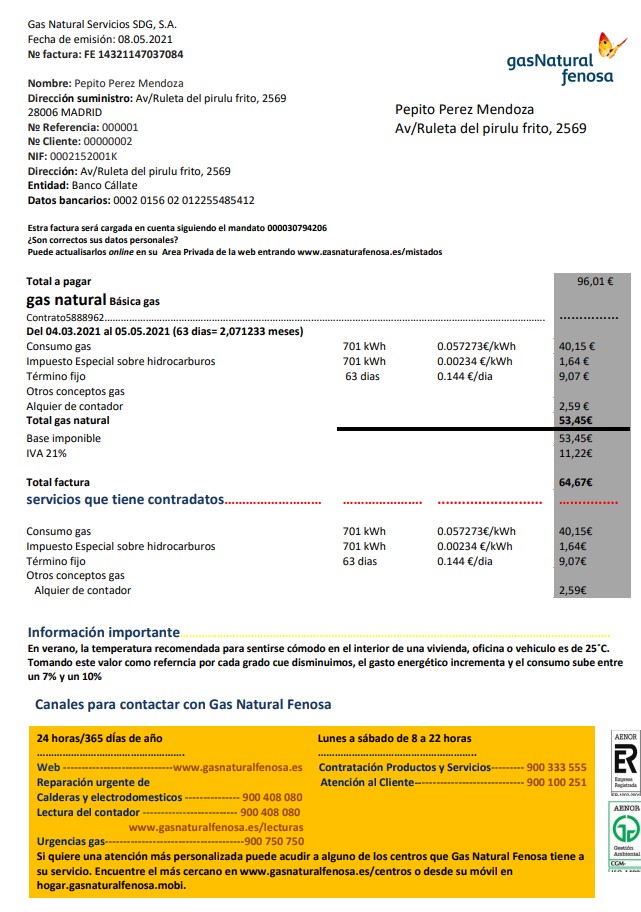 Gas Natural Servicios SDG, S.A.
Fecha de emisión: 08.05.2021
Nº factura: FE 14321147037084
gasNatural
fenosa
Nombre: Pepito Perez Mendoza
Dirección suministro: Av/Ruleta del pirulu frito, 2569
28006 MADRID
Nº Referencia: 000001
Nº Cliente: 00000002
NIF: 0002152001K
Dirección: Av/Ruleta del pirulu frito, 2569
Entidad: Banco Cállate
Datos bancarios: 0002 0156 02 012255485412
Pepito Perez Mendoza
Av/Ruleta del pirulu frito, 2569
Estra factura será cargada en cuenta siguiendo el mandato 000030794206
¿Son correctos sus datos personales?
Puede actualisarlos online en su Area Privada de la web entrando www.gasnaturafenosa.es/mistados
Total a pagar 96,01 €
gas natural Básica gas
Contrato5888962
Del 04.03.2021 al 05.05.2021 (63 dias= 2,071233 meses)
Consumo gas 701 kWh 0.057273€/kWh 40,15 €
Impuesto Especial sobre hidrocarburos 701 kWh 0.00234 €/kWh 1,64 €
Término fijo 63 dias 0.144 €/dia 9,07 €
Otros conceptos gas
Alquier de contador 2,59 €
Total gas natural 53,45€
Base imponible 53,45€
IVA 21% 11,22€
Total factura 64,67€
servicios que tiene contradatos
Consumo gas 701 kWh 0.057273€/kWh 40,15€
Impuesto Especial sobre hidrocarburos 701 kWh 0.00234 €/kWh 1,64€
Término fijo 63 dias 0.144 €/dia 9,07€
Otros conceptos gas
Alquier de contador 2,59€
Información importante
En verano, la temperatura recomendada para sentirse cómodo en el interior de una vivienda, oficina o vehiculo es de 25˚C.
Tomando este valor como referncia por cada grado cue disminuimos, el gasto energético incrementa y el consumo sube entre
un 7% y un 10%
Canales para contactar con Gas Natural Fenosa
24 horas/365 dÍas de año
Web ----------------------------www.gasnaturalfenosa.es
Reparación urgente de
Calderas y electrodomesticos -------------- 900 408 080
Lectura del contador ------------------------ 900 408 080
www.gasnaturalfenosa.es/lecturas
Urgencias gas-----------------------------------900 750 750
Lunes a sábado de 8 a 22 horas
Contratación Productos y Servicios--------- 900 333 555
Atención al Cliente---------------------------- 900 100 251
Si quiere una atención más personalizada puede acudir a alguno de los centros que Gas Natural Fenosa tiene a
su servicio. Encuentre el más cercano en www.gasnaturalfenosa.es/centros o desde su móvil en
hogar.gasnaturalfenosa.mobi.
AENOR
ER
Empresa
Registrada
AENOR
Gestión
Ambiental
CGM-